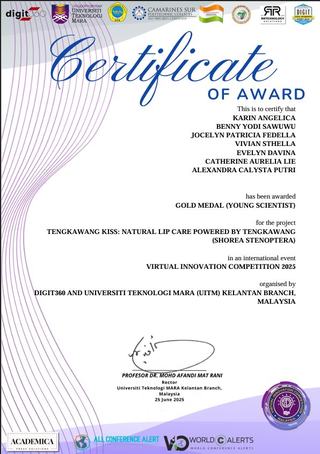 digit360
UNIVERSITI
TEKNOLOGI
MARA
CAMARINES SUR
POLYTECHNIC COLLEGES
Certificate
OF AWARD
This is to certify that
KARIN ANGELICA
BENNY YODI SAWUWU
JOCELYN PATRICIA FEDELLA
VIVIAN STHELLA
EVELYN DAVINA
CATHERINE AURELIA LIE
ALEXANDRA CALYSTA PUTRI
has been awarded
GOLD MEDAL (YOUNG SCIENTIST)
for the project
TENGKAWANG KISS: NATURAL LIP CARE POWERED BY TENGKAWANG
(SHOREA STENOPTERA)
in an international event
VIRTUAL INNOVATION COMPETITION 2025
organised by
DIGIT360 AND UNIVERSITI TEKNOLOGI MARA (UITM) KELANTAN BRANCH,
MALAYSIA
PROFESOR DR. MOHD AFANDI MAT RANI
Rector
Universiti Teknologi MARA Kelantan Branch,
Malaysia
25 June 2025
ACADEMICA
PRESS SOLUTIONS
ALL CONFERENCE ALERT
WORLD CALERTS
WORLD CONFERENCE ALERTS